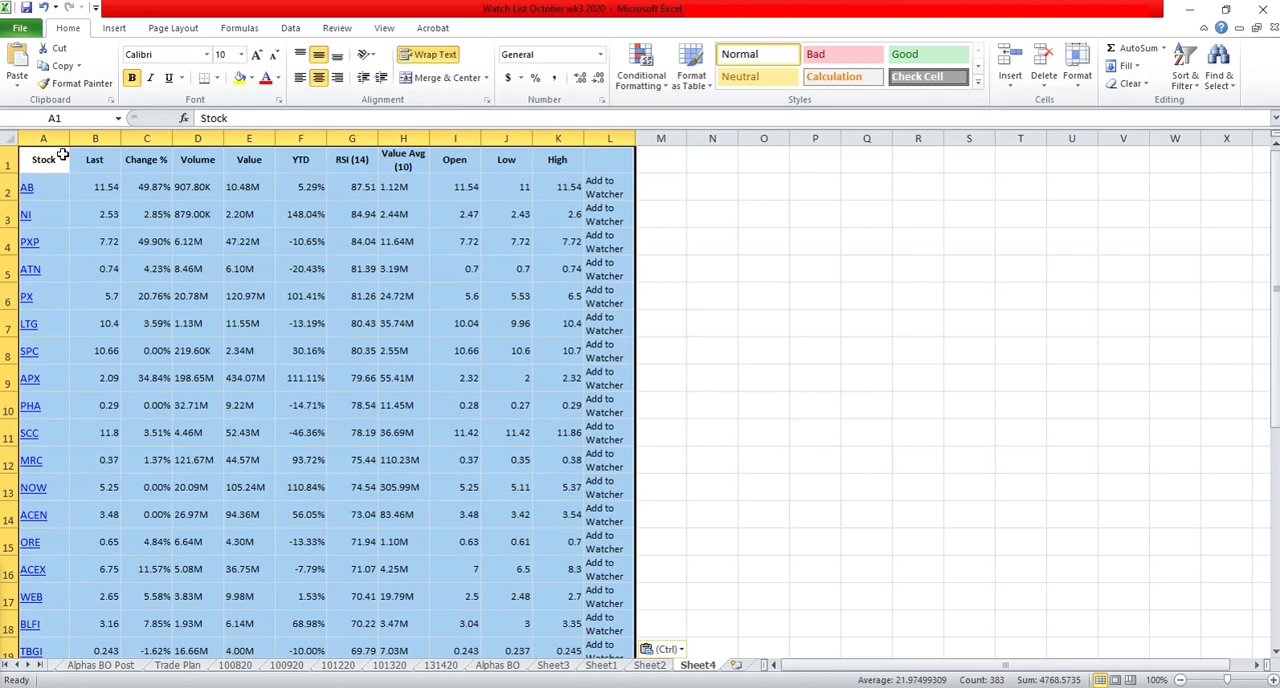 Watch List October wk3 2020 - Microsoft Excel
File Home Insert Page Layout Formulas Data Review View Acrobat
Paste Cut Copy Format Painter Clipboard
Calibri 10 Font
Wrap Text Merge & Center Alignment
General $ % , Number
Conditional Formatting Format as Table
Normal Bad Good
Neutral Calculation Check Cell
Styles
Insert Delete Format Cells
AutoSum Fill Clear Sort & Filter Find & Select Editing
A1 fx Stock
A B C D E F G H I J K L M N O P Q R S T U V W X
1 Stock Last Change % Volume Value YTD RSI (14) Value Avg (10) Open Low High
2 AB 11.54 49.87% 907.80K 10.48M 5.29% 87.51 1.12M 11.54 11 11.54 Add to Watcher
3 NI 2.53 2.85% 879.00K 2.20M 148.04% 84.94 2.44M 2.47 2.43 2.6 Add to Watcher
4 PXP 7.72 49.90% 6.12M 47.22M -10.65% 84.04 11.64M 7.72 7.72 7.72 Add to Watcher
5 ATN 0.74 4.23% 8.46M 6.10M -20.43% 81.39 3.19M 0.7 0.7 0.74 Add to Watcher
6 PX 5.7 20.76% 20.78M 120.97M 101.41% 81.26 24.72M 5.6 5.53 6.5 Add to Watcher
7 LTG 10.4 3.59% 1.13M 11.55M -13.19% 80.43 35.74M 10.04 9.96 10.4 Add to Watcher
8 SPC 10.66 0.00% 219.60K 2.34M 30.16% 80.35 2.55M 10.66 10.6 10.7 Add to Watcher
9 APX 2.09 34.84% 198.65M 434.07M 111.11% 79.66 55.41M 2.32 2 2.32 Add to Watcher
10 PHA 0.29 0.00% 32.71M 9.22M -14.71% 78.54 11.45M 0.28 0.27 0.29 Add to Watcher
11 SCC 11.8 3.51% 4.46M 52.43M -46.36% 78.19 36.69M 11.42 11.42 11.86 Add to Watcher
12 MRC 0.37 1.37% 121.67M 44.57M 93.72% 75.44 110.23M 0.37 0.35 0.38 Add to Watcher
13 NOW 5.25 0.00% 20.09M 105.24M 110.84% 74.54 305.99M 5.25 5.11 5.37 Add to Watcher
14 ACEN 3.48 0.00% 26.97M 94.36M 56.05% 73.04 83.46M 3.48 3.42 3.54 Add to Watcher
15 ORE 0.65 4.84% 6.64M 4.30M -13.33% 71.94 1.10M 0.63 0.61 0.7 Add to Watcher
16 ACEX 6.75 11.57% 5.08M 36.75M -7.79% 71.07 4.25M 7 6.5 8.3 Add to Watcher
17 WEB 2.65 5.58% 3.83M 9.98M 1.53% 70.41 19.79M 2.5 2.48 2.7 Add to Watcher
18 BLFI 3.16 7.85% 1.93M 6.14M 68.98% 70.22 3.47M 3.04 3 3.35 Add to Watcher
19 TBGI 0.243 -1.62% 16.66M 4.00M -10.00% 69.79 7.03M 0.243 0.237 0.245 Add to
(Ctrl)
Alphas BO Post Trade Plan 100820 100920 101220 101320 131420 Alphas BO Sheet3 Sheet1 Sheet2 Sheet4
Ready Average: 21.97499309 Count: 383 Sum: 4768.5735 100%